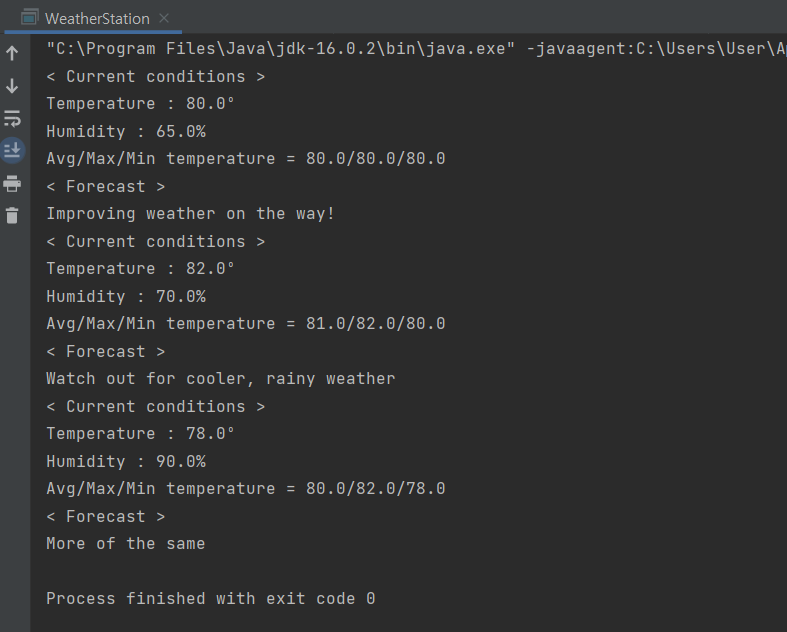 WeatherStation
"C:\Program Files\Java\jdk-16.0.2\bin\java.exe" -javaagent:C:\Users\User\Ap
< Current conditions >
Temperature : 80.0°
Humidity : 65.0%
Avg/Max/Min temperature = 80.0/80.0/80.0
< Forecast >
Improving weather on the way!
< Current conditions >
Temperature : 82.0°
Humidity : 70.0%
Avg/Max/Min temperature = 81.0/82.0/80.0
< Forecast >
Watch out for cooler, rainy weather
< Current conditions >
Temperature : 78.0°
Humidity : 90.0%
Avg/Max/Min temperature = 80.0/82.0/78.0
< Forecast >
More of the same
Process finished with exit code 0